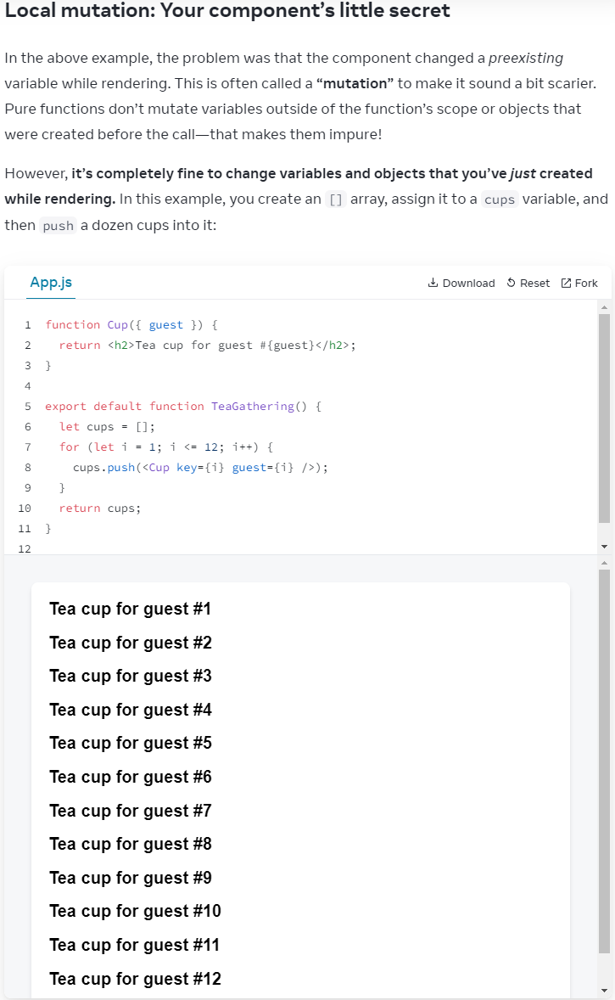 Local mutation: Your component’s little secret
In the above example, the problem was that the component changed a preexisting
variable while rendering. This is often called a “mutation” to make it sound a bit scarier.
Pure functions don’t mutate variables outside of the function’s scope or objects that
were created before the call—that makes them impure!
However, it’s completely fine to change variables and objects that you’ve just created
while rendering. In this example, you create an [] array, assign it to a cups variable, and
then push a dozen cups into it:
App.js Download Reset Fork
1 function Cup({ guest }) {
2   return <h2>Tea cup for guest #{guest}</h2>;
3 }
4
5 export default function TeaGathering() {
6   let cups = [];
7   for (let i = 1; i <= 12; i++) {
8     cups.push(<Cup key={i} guest={i} />);
9   }
10   return cups;
11 }
12
Tea cup for guest #1
Tea cup for guest #2
Tea cup for guest #3
Tea cup for guest #4
Tea cup for guest #5
Tea cup for guest #6
Tea cup for guest #7
Tea cup for guest #8
Tea cup for guest #9
Tea cup for guest #10
Tea cup for guest #11
Tea cup for guest #12